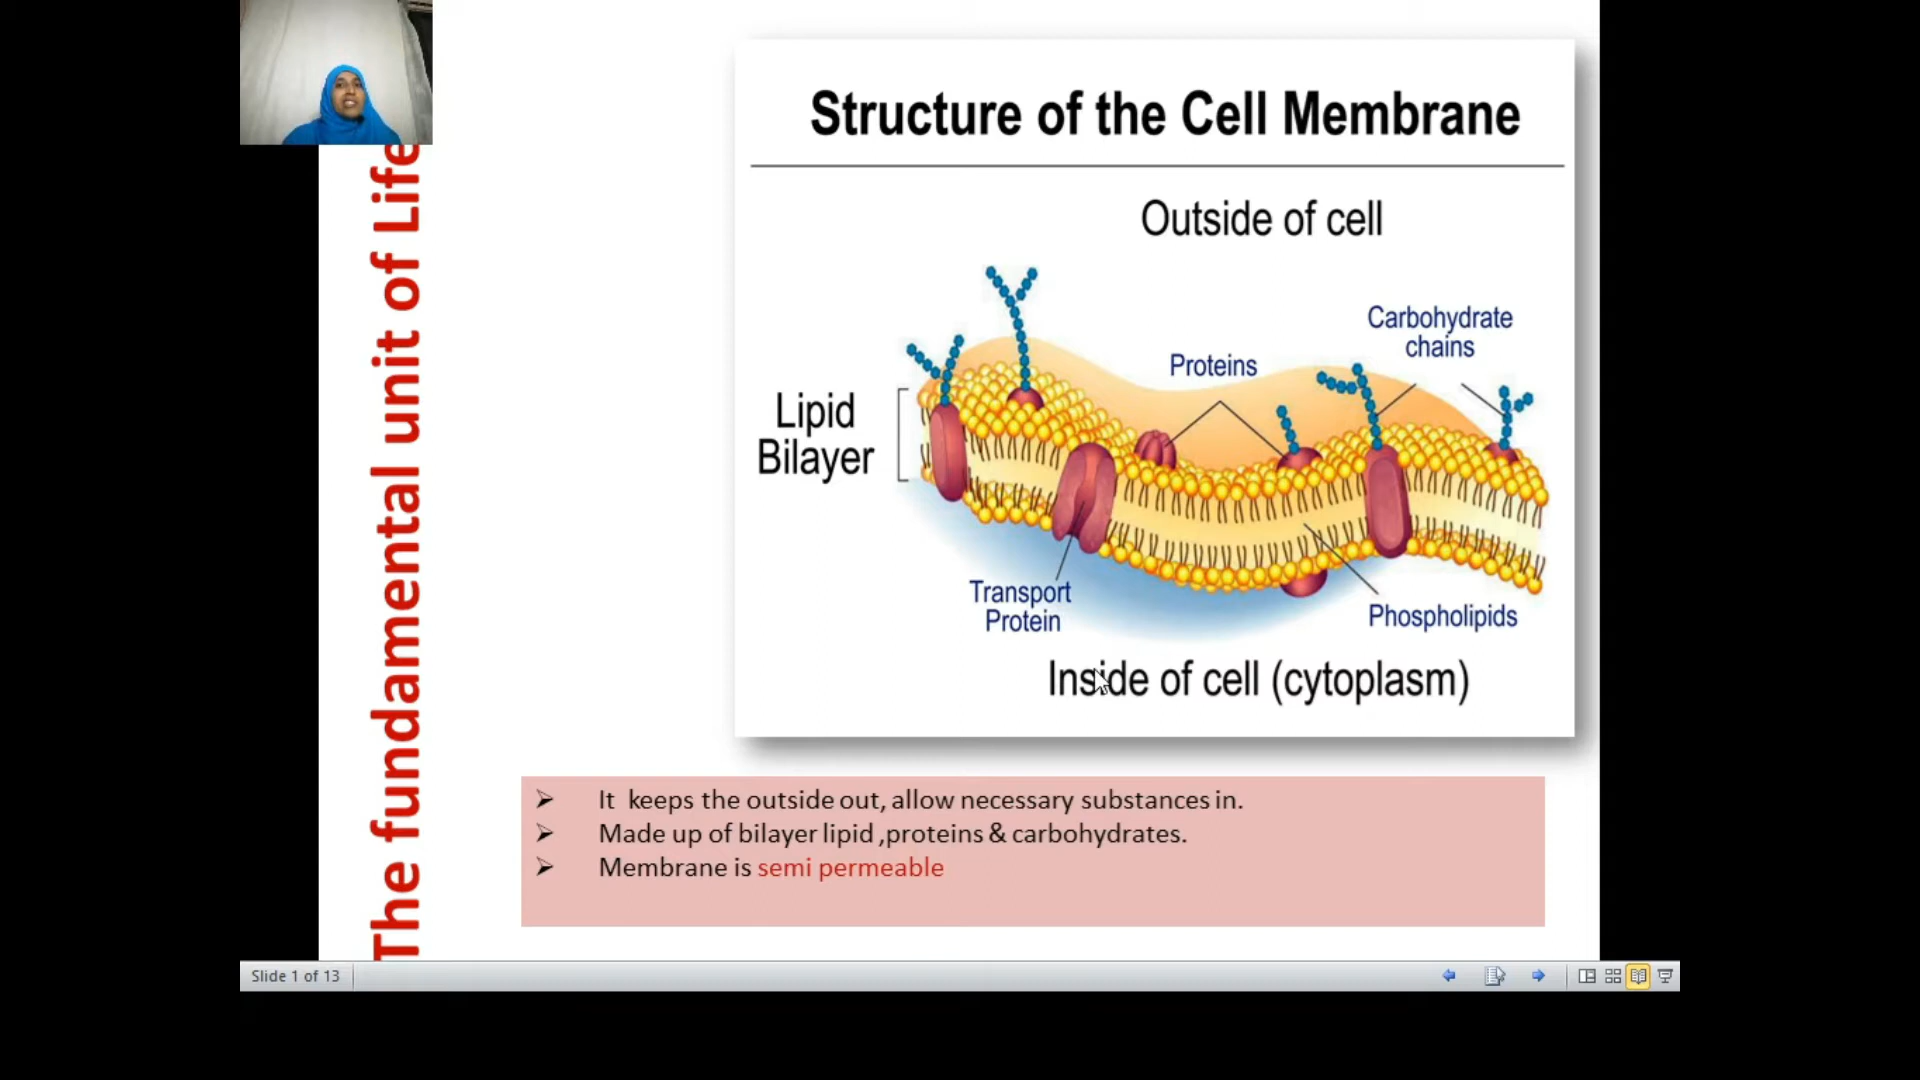 The fundamental unit of Life
Structure of the Cell Membrane
Outside of cell
Carbohydrate
chains
Proteins
Lipid
Bilayer
Transport
Protein
Phospholipids
Inside of cell (cytoplasm)
➢ It  keeps the outside out, allow necessary substances in.
➢ Made up of bilayer lipid ,proteins & carbohydrates.
➢ Membrane is semi permeable
Slide 1 of 13